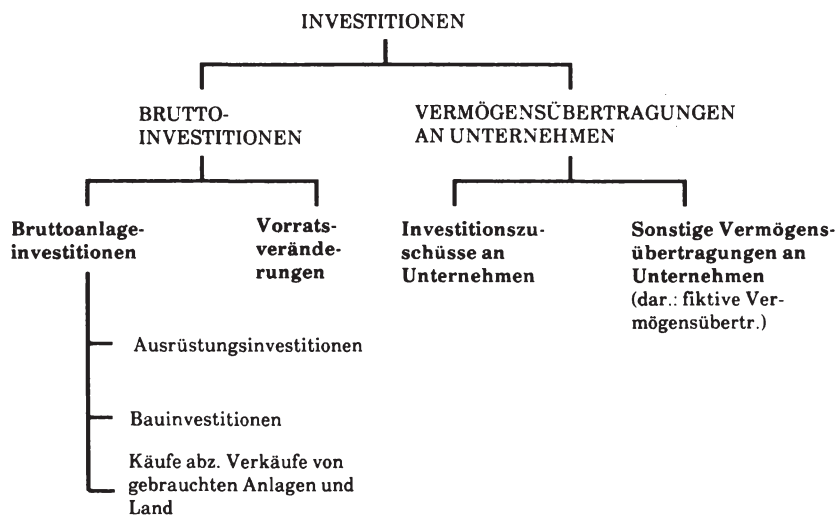 INVESTITIONEN
BRUTTO-
INVESTITIONEN
VERMÖGENSÜBERTRAGUNGEN
AN UNTERNEHMEN
Bruttoanlage-
investitionen
Vorrats-
verände-
rungen
Investitionszu-
schüsse an
Unternehmen
Sonstige Vermögens-
übertragungen an
Unternehmen
(dar.: fiktive Ver-
mögensübertr.)
Ausrüstungsinvestitionen
Bauinvestitionen
Käufe abz. Verkäufe von
gebrauchten Anlagen und
Land